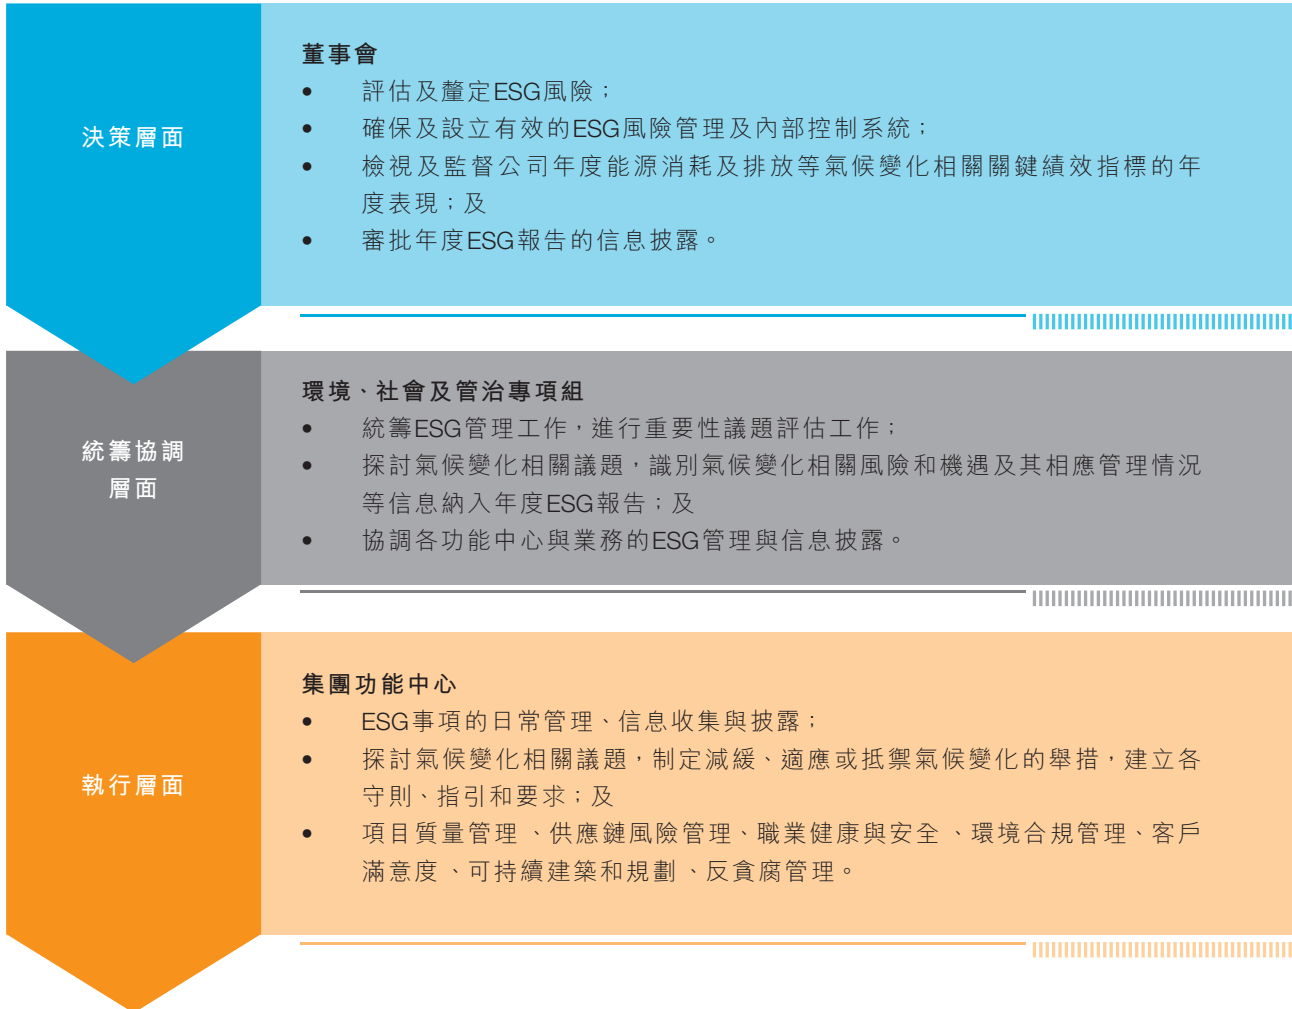 決策層面
董事會
• 評估及釐定ESG風險；
• 確保及設立有效的ESG風險管理及內部控制系統；
• 檢視及監督公司年度能源消耗及排放等氣候變化相關關鍵績效指標的年
度表現；及
• 審批年度ESG報告的信息披露。
統籌協調
層面
環境、社會及管治專項組
• 統籌ESG管理工作，進行重要性議題評估工作；
• 探討氣候變化相關議題，識別氣候變化相關風險和機遇及其相應管理情況
等信息納入年度ESG報告；及
• 協調各功能中心與業務的ESG管理與信息披露。
執行層面
集團功能中心
• ESG事項的日常管理、信息收集與披露；
• 探討氣候變化相關議題，制定減緩、適應或抵禦氣候變化的舉措，建立各
守則、指引和要求；及
• 項目質量管理、供應鏈風險管理、職業健康與安全、環境合規管理、客戶
滿意度、可持續建築和規劃、反貪腐管理。